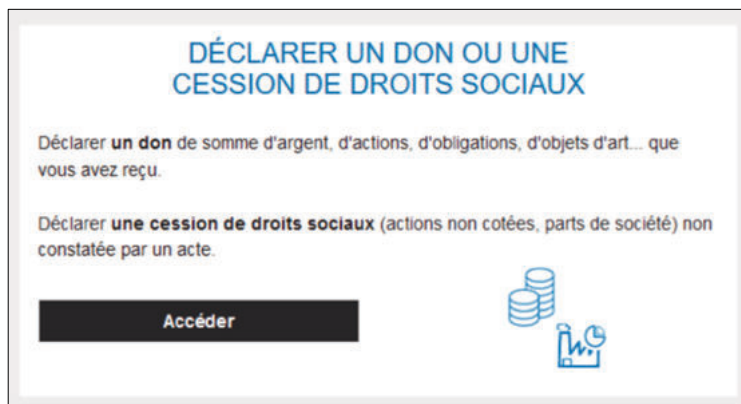 DÉCLARER UN DON OU UNE
CESSION DE DROITS SOCIAUX
Déclarer un don de somme d'argent, d'actions, d'obligations, d'objets d'art... que
vous avez reçu.
Déclarer une cession de droits sociaux (actions non cotées, parts de société) non
constatée par un acte.
Accéder